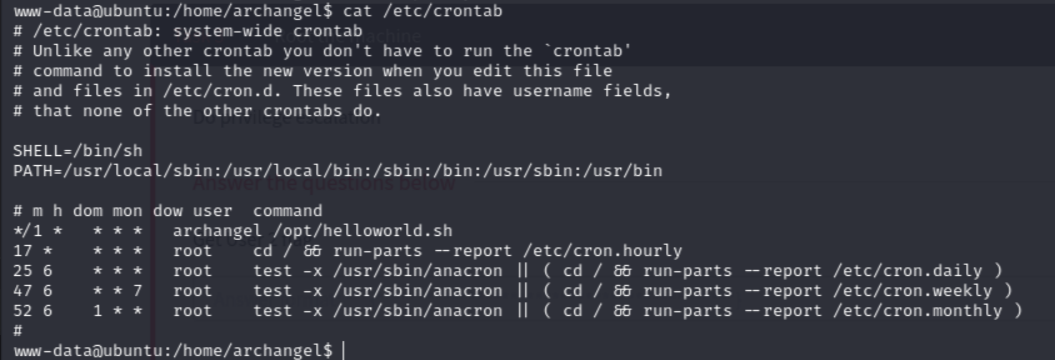 www-data@ubuntu:/home/archangel$ cat /etc/crontab
# /etc/crontab: system-wide crontab
# Unlike any other crontab you don't have to run the `crontab'
# command to install the new version when you edit this file
# and files in /etc/cron.d. These files also have username fields,
# that none of the other crontabs do.
SHELL=/bin/sh
PATH=/usr/local/sbin:/usr/local/bin:/sbin:/bin:/usr/sbin:/usr/bin
Answer the questions below
# m h dom mon dow user  command
*/1 *   * * *   archangel /opt/helloworld.sh
17 *    * * *   root    cd / && run-parts --report /etc/cron.hourly
25 6    * * *   root    test -x /usr/sbin/anacron || ( cd / && run-parts --report /etc/cron.daily )
47 6    * * 7   root    test -x /usr/sbin/anacron || ( cd / && run-parts --report /etc/cron.weekly )
52 6    1 * *   root    test -x /usr/sbin/anacron || ( cd / && run-parts --report /etc/cron.monthly )
#
www-data@ubuntu:/home/archangel$